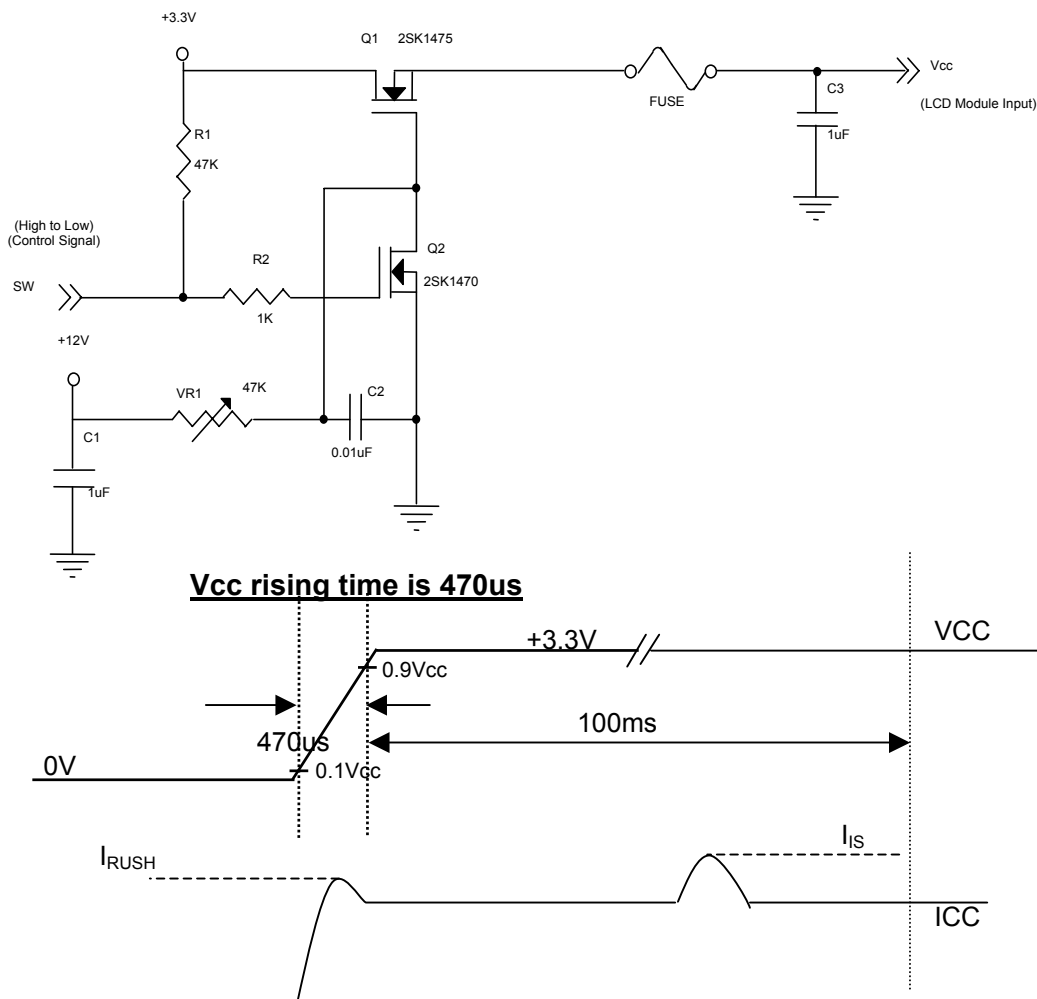 +3.3V
Q1 2SK1475
Vcc
FUSE
C3
(LCD Module Input)
R1
1uF
47K
(High to Low)
(Control Signal)
Q2
R2
SW
2SK1470
1K
+12V
VR1
47K
C2
C1
0.01uF
1uF
Vcc rising time is 470us
+3.3V
VCC
0.9Vcc
470us
100ms
0V
0.1Vcc
IRUSH
IIS
ICC